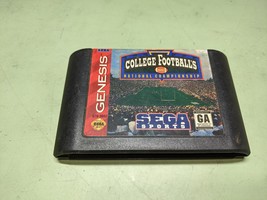 GENESIS
COLLEGE FOOTBALL'S
NATIONAL CHAMPIONSHIP
SEGA
SPORTS
GA